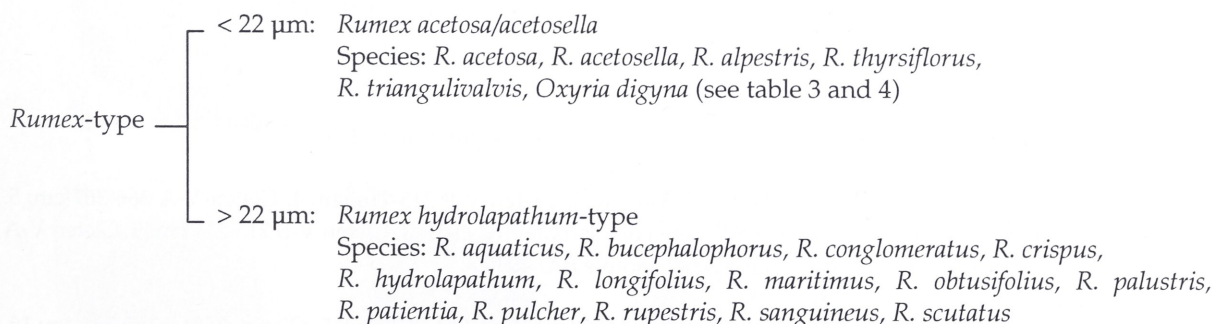 < 22 µm: Rumex acetosa/acetosella
Species: R. acetosa, R. acetosella, R. alpestris, R. thyrsiflorus,
R. triangulivalvis, Oxyria digyna (see table 3 and 4)
Rumex-type
> 22 µm: Rumex hydrolapathum-type
Species: R. aquaticus, R. bucephalophorus, R. conglomeratus, R. crispus,
R. hydrolapathum, R. longifolius, R. maritimus, R. obtusifolius, R. palustris,
R. patientia, R. pulcher, R. rupestris, R. sanguineus, R. scutatus